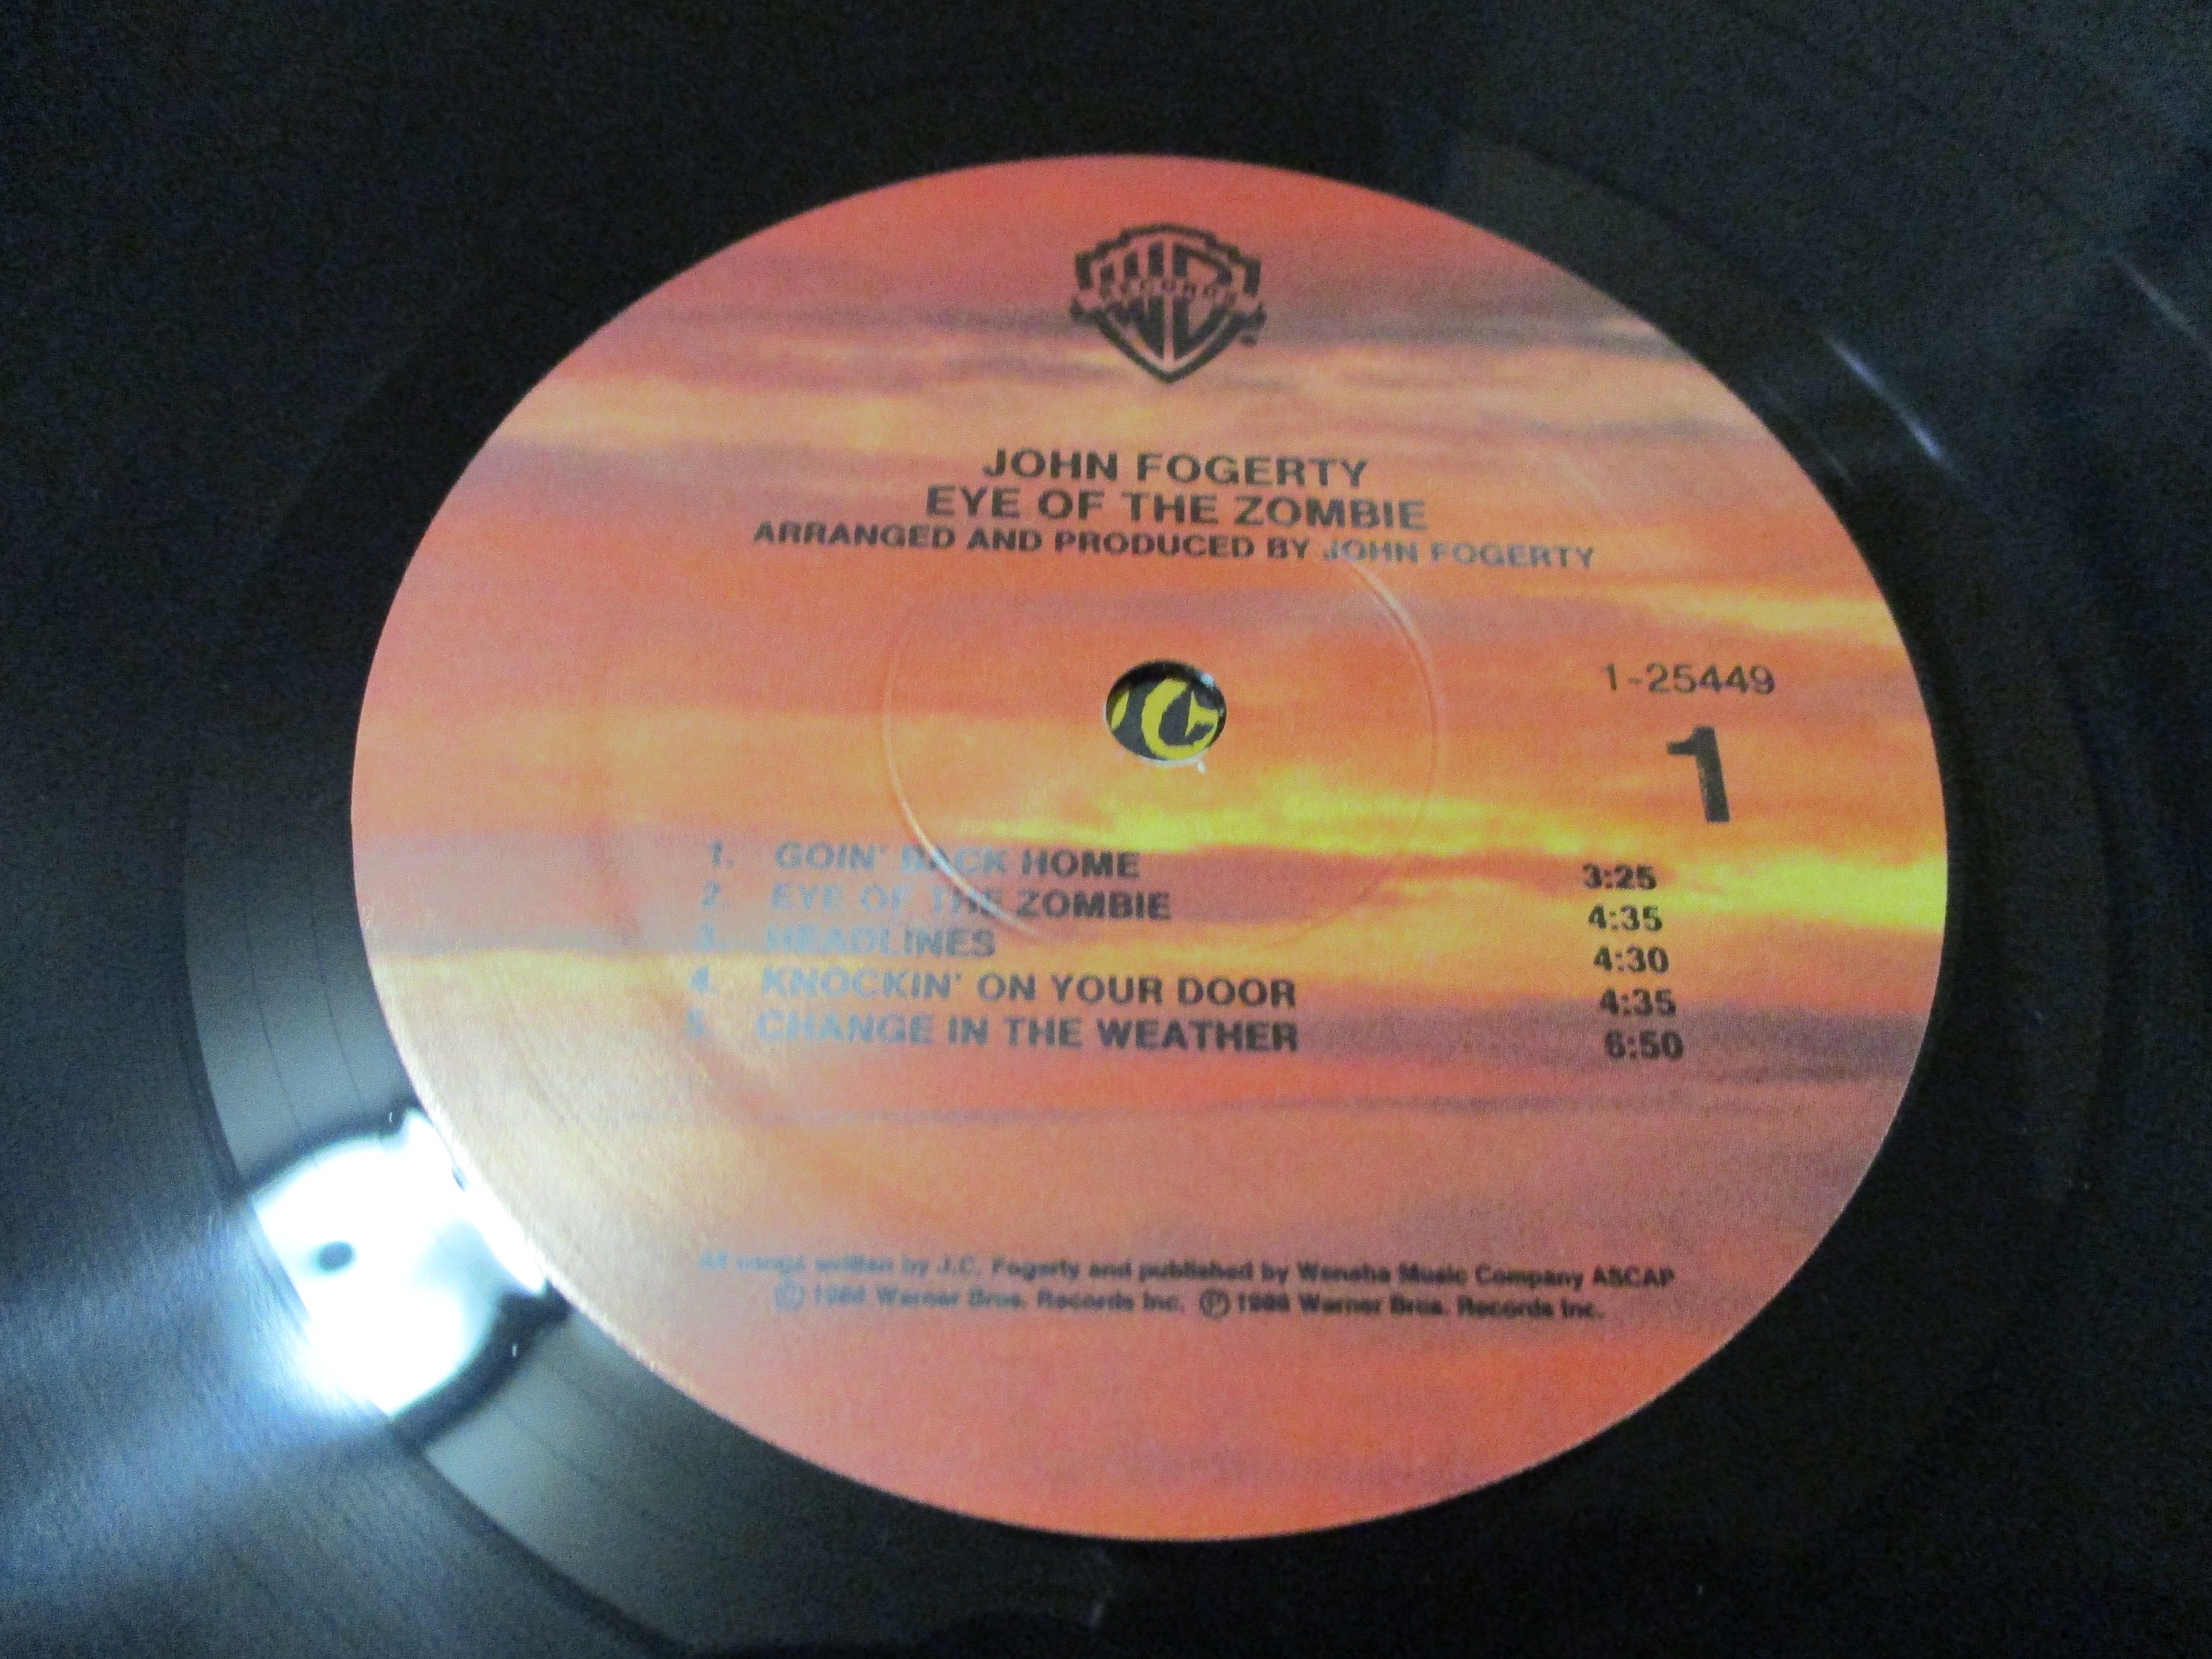 WB
RECORDS
JOHN FOGERTY
EYE OF THE ZOMBIE
ARRANGED AND PRODUCED BY JOHN FOGERTY
1-25449
1
1. GOIN' BACK HOME 3:25
2. EYE OF THE ZOMBIE 4:35
3. HEADLINES 4:30
4. KNOCKIN' ON YOUR DOOR 4:35
5. CHANGE IN THE WEATHER 6:50
All songs written by J.C. Fogerty and published by Wenaha Music Company ASCAP
© 1986 Warner Bros. Records Inc. ℗ 1986 Warner Bros. Records Inc.